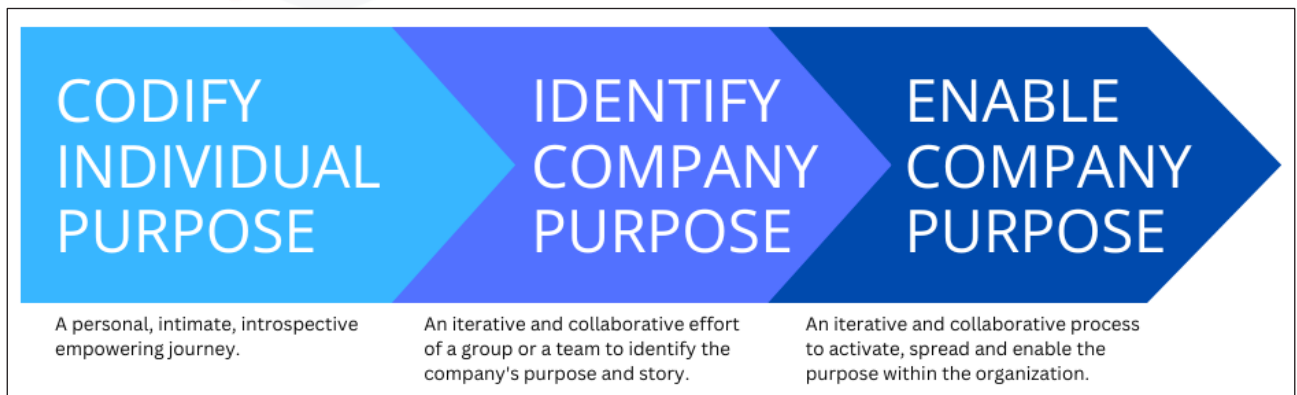 CODIFY
INDIVIDUAL
PURPOSE
A personal, intimate, introspective
empowering journey.
IDENTIFY
COMPANY
PURPOSE
An iterative and collaborative effort
of a group or a team to identify the
company's purpose and story.
ENABLE
COMPANY
PURPOSE
An iterative and collaborative process
to activate, spread and enable the
purpose within the organization.